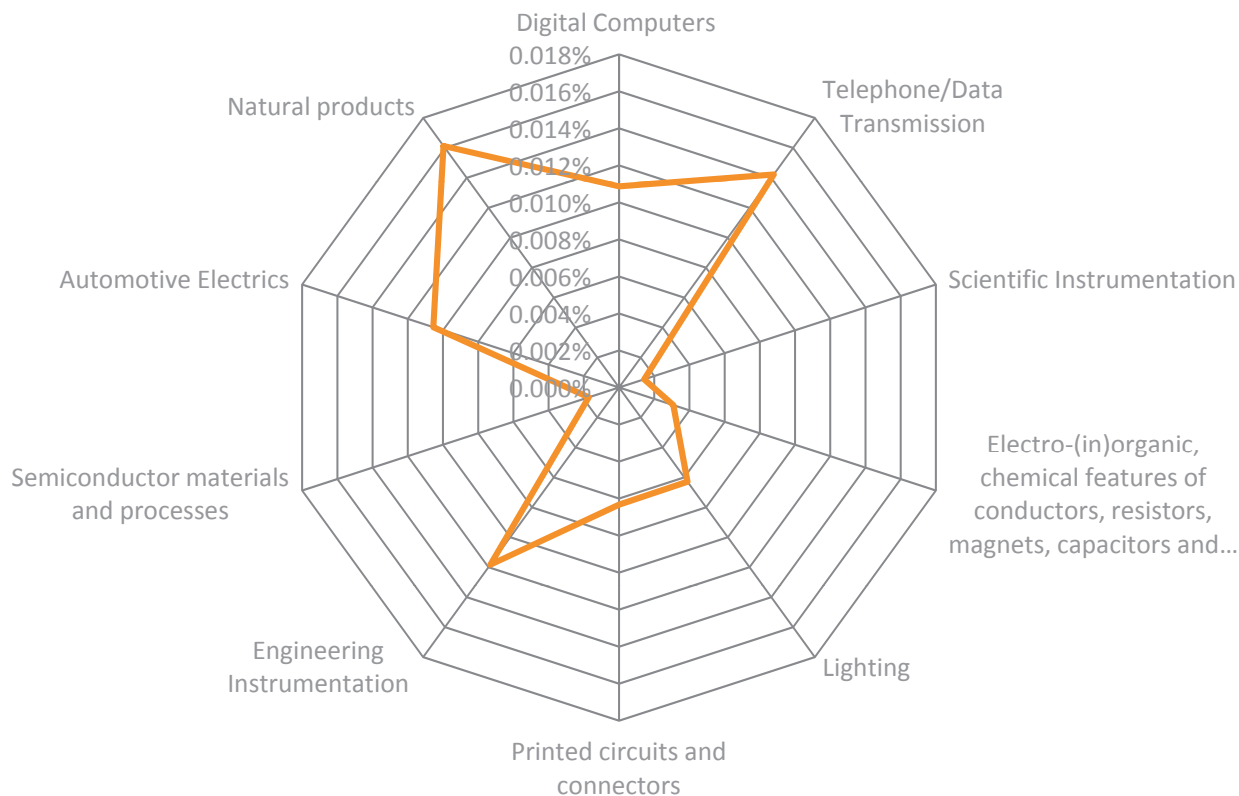 Digital Computers
0.018%
0.016%
0.014%
0.012%
0.010%
0.008%
0.006%
0.004%
0.002%
0.000%
Telephone/Data
Transmission
Scientific Instrumentation
Electro-(in)organic,
chemical features of
conductors, resistors,
magnets, capacitors and…
Lighting
Printed circuits and
connectors
Engineering
Instrumentation
Semiconductor materials
and processes
Automotive Electrics
Natural products